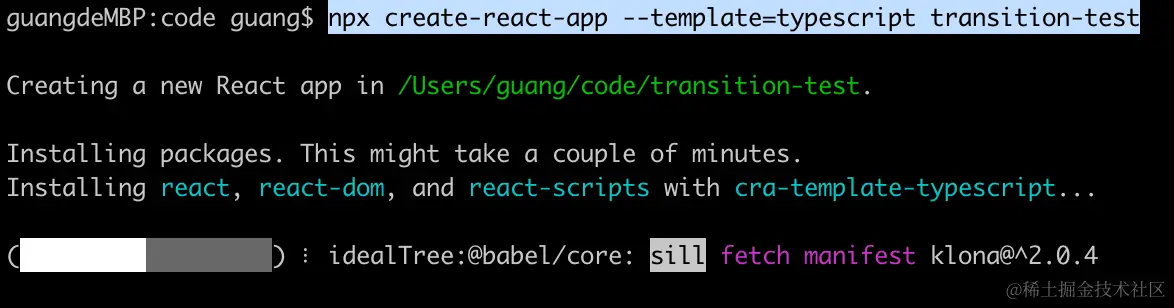 guangdeMBP:code guang$ npx create-react-app --template=typescript transition-test
Creating a new React app in /Users/guang/code/transition-test.
Installing packages. This might take a couple of minutes.
Installing react, react-dom, and react-scripts with cra-template-typescript...
() ⠸ idealTree:@babel/core: sill fetch manifest klona@^2.0.4
@稀土掘金技术社区